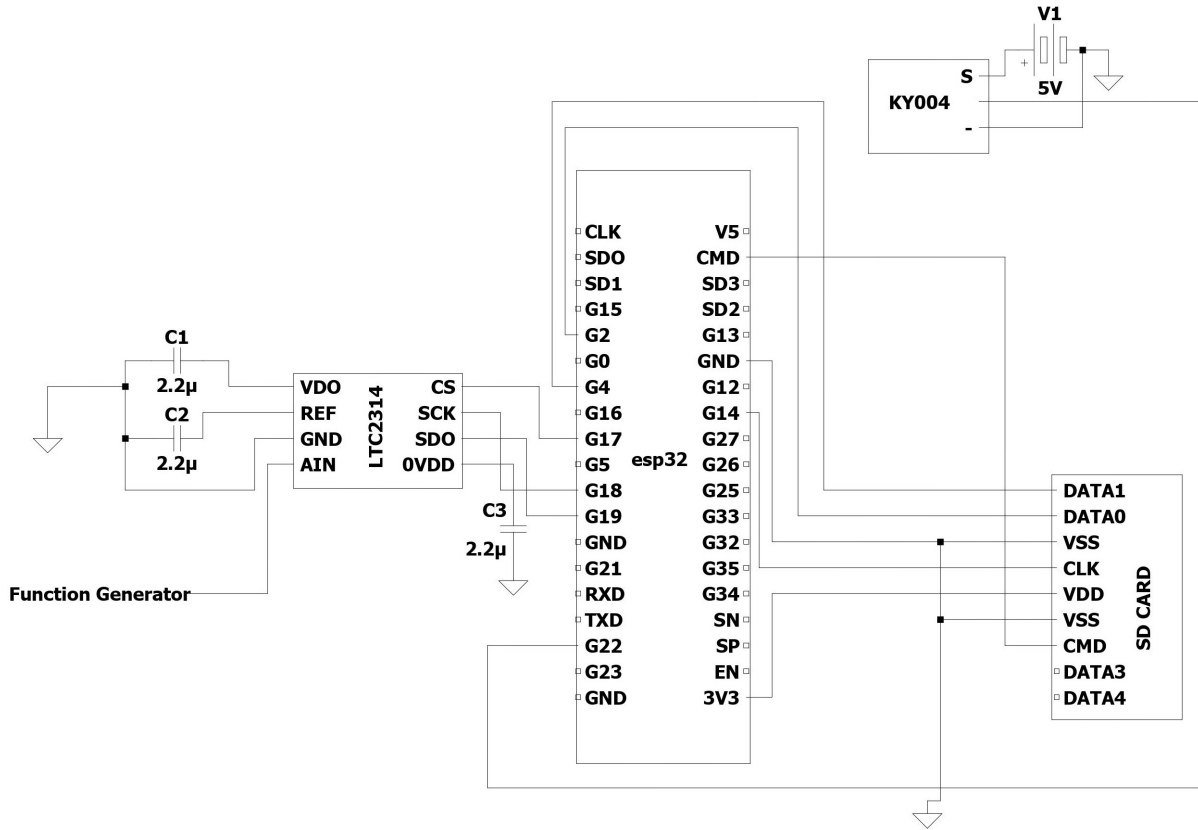 V1
5V
KY004
S
-
+
CLK
SDO
SD1
G15
G2
G0
G4
G16
G17
G5
G18
G19
GND
G21
RXD
TXD
G22
G23
GND
esp32
V5
CMD
SD3
SD2
G13
GND
G12
G14
G27
G26
G25
G33
G32
G35
G34
SN
SP
EN
3V3
C1
2.2µ
C2
2.2µ
VDO
REF
GND
AIN
LTC2314
CS
SCK
SDO
0VDD
C3
2.2µ
Function Generator
DATA1
DATA0
VSS
CLK
VDD
VSS
CMD
DATA3
DATA4
SD CARD